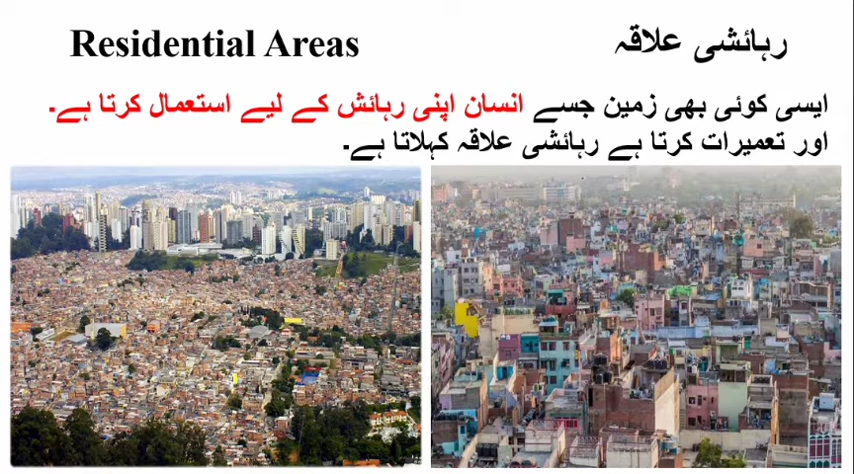 Residential Areas
رہائشی علاقہ
ایسی کوئی بھی زمین جسے انسان اپنی رہائش کے لیے استعمال کرتا ہے۔
اور تعمیرات کرتا ہے رہائشی علاقہ کہلاتا ہے۔